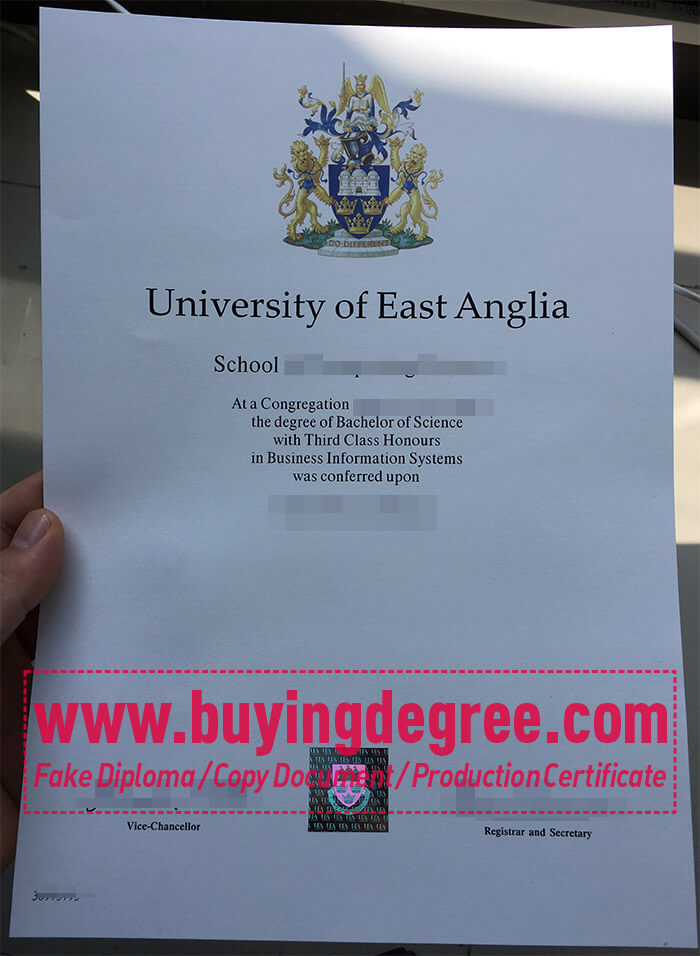 DO DIFFERENT
University of East Anglia
School
At a Congregation
the degree of Bachelor of Science
with Third Class Honours
in Business Information Systems
was conferred upon
www.buyingdegree.com
Fake Diploma / Copy Document / Production Certificate
Vice-Chancellor
Registrar and Secretary